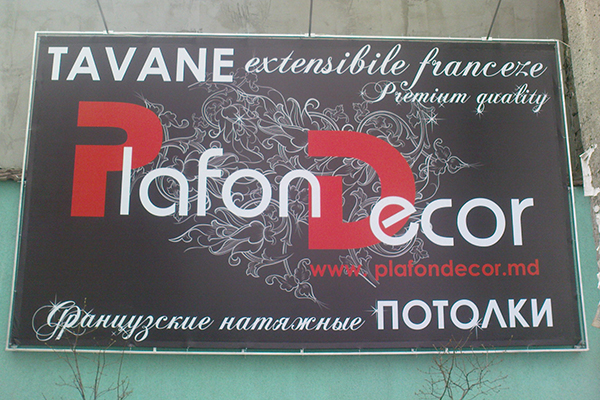 TAVANE extensibile franceze
Premium quality
PlafonDecor
www.plafondecor.md
Французские натяжные ПОТОЛКИ